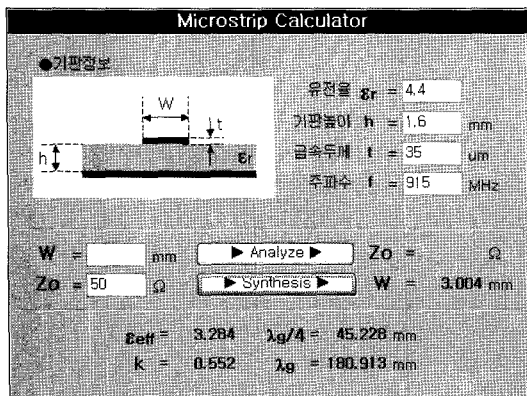 Microstrip Calculator
●기판정보
W
t
h
εr
유전율 εr = 4.4
기판높이 h = 1.6 mm
금속두께 t = 35 um
주파수 f = 915 MHz
W = mm ▶ Analyze ▶ Zo = Ω
Zo = 50 Ω ▶ Synthesis ▶ W = 3.004 mm
εeff = 3.284 λg/4 = 45.228 mm
k = 0.552 λg = 180.913 mm